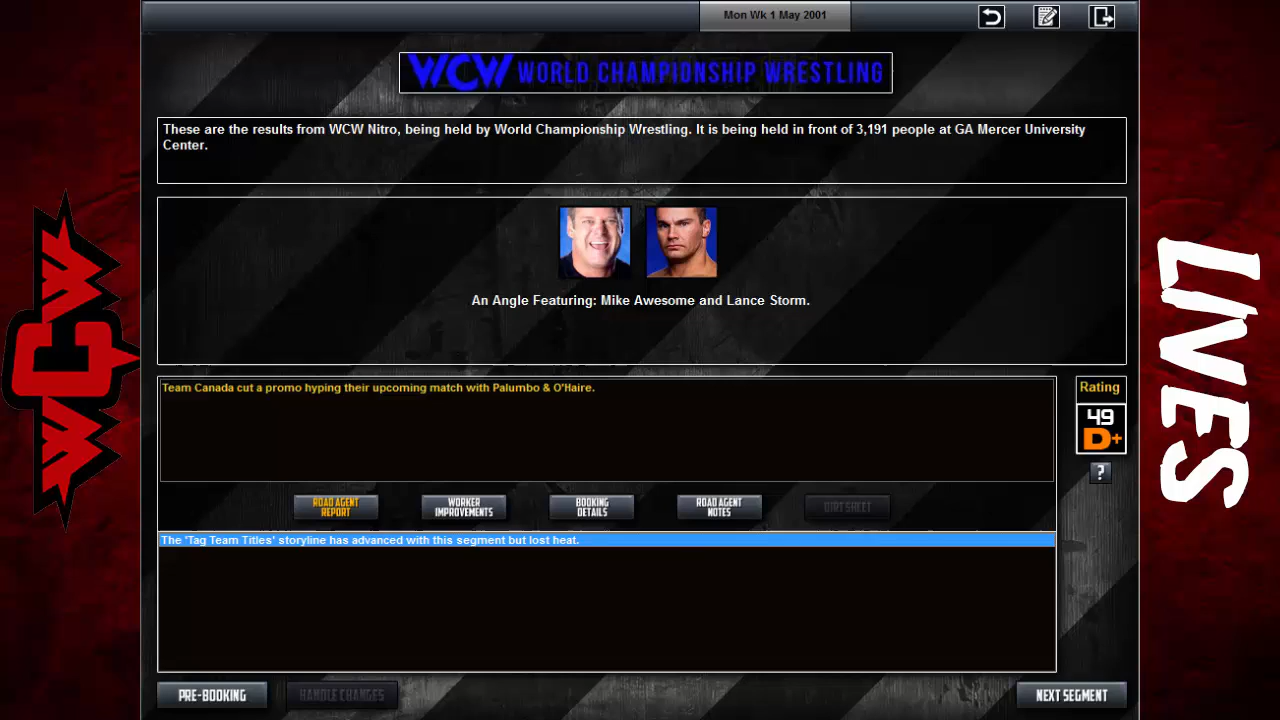 Mon Wk 1 May 2001
WCW WORLD CHAMPIONSHIP WRESTLING
These are the results from WCW Nitro, being held by World Championship Wrestling. It is being held in front of 3,191 people at GA Mercer University
Center.
An Angle Featuring: Mike Awesome and Lance Storm.
Team Canada cut a promo hyping their upcoming match with Palumbo & O'Haire.
Rating
49
D+
?
ROAD AGENT REPORT
WORKER IMPROVEMENTS
BOOKING DETAILS
ROAD AGENT NOTES
DIRT SHEET
The 'Tag Team Titles' storyline has advanced with this segment but lost heat.
PRE-BOOKING
HANDLE CHANGES
NEXT SEGMENT
WCW
LIVES